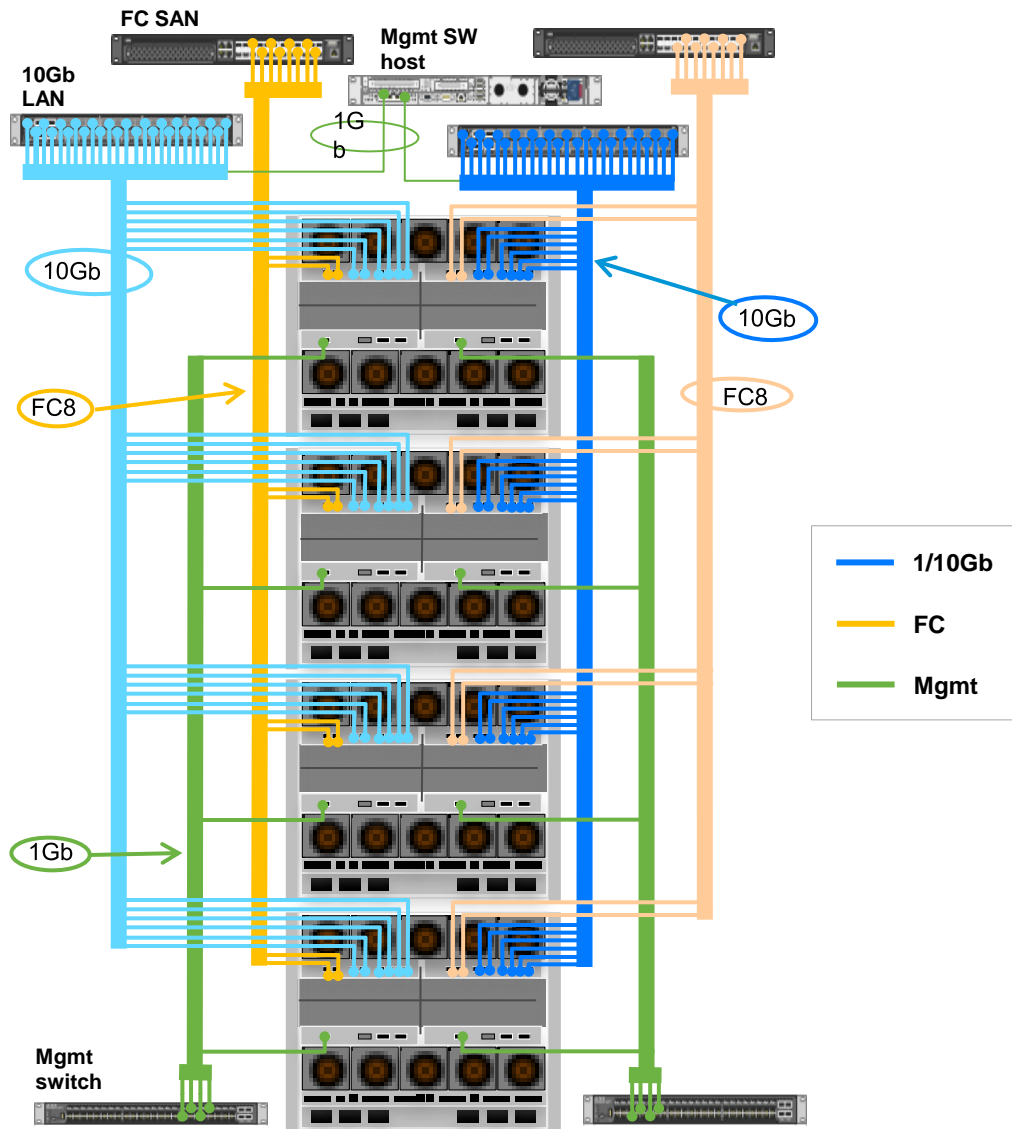 FC SAN
Mgmt SW
host
10Gb
LAN
1G
b
10Gb
10Gb
FC8
FC8
1/10Gb
FC
Mgmt
1Gb
Mgmt
switch